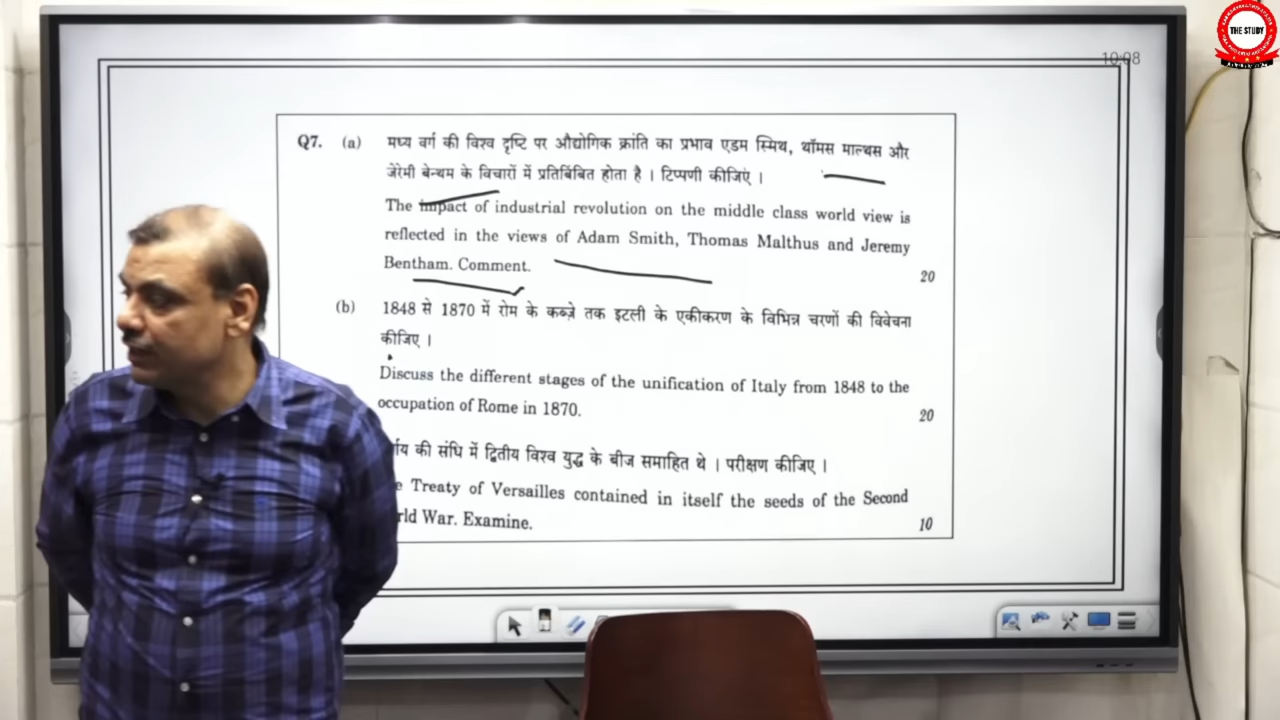 THE STUDY
10:08
Q7. (a) मध्य वर्ग की विश्व दृष्टि पर औद्योगिक क्रांति का प्रभाव एडम स्मिथ, थॉमस माल्थस और
जेरेमी बेन्थम के विचारों में प्रतिबिंबित होता है । टिप्पणी कीजिए ।
The impact of industrial revolution on the middle class world view is
reflected in the views of Adam Smith, Thomas Malthus and Jeremy
Bentham. Comment. 20
(b) 1848 से 1870 में रोम के कब्ज़े तक इटली के एकीकरण के विभिन्न चरणों की विवेचना
कीजिए ।
Discuss the different stages of the unification of Italy from 1848 to the
occupation of Rome in 1870. 20
र्साय की संधि में द्वितीय विश्व युद्ध के बीज समाहित थे । परीक्षण कीजिए ।
e Treaty of Versailles contained in itself the seeds of the Second
rld War. Examine. 10